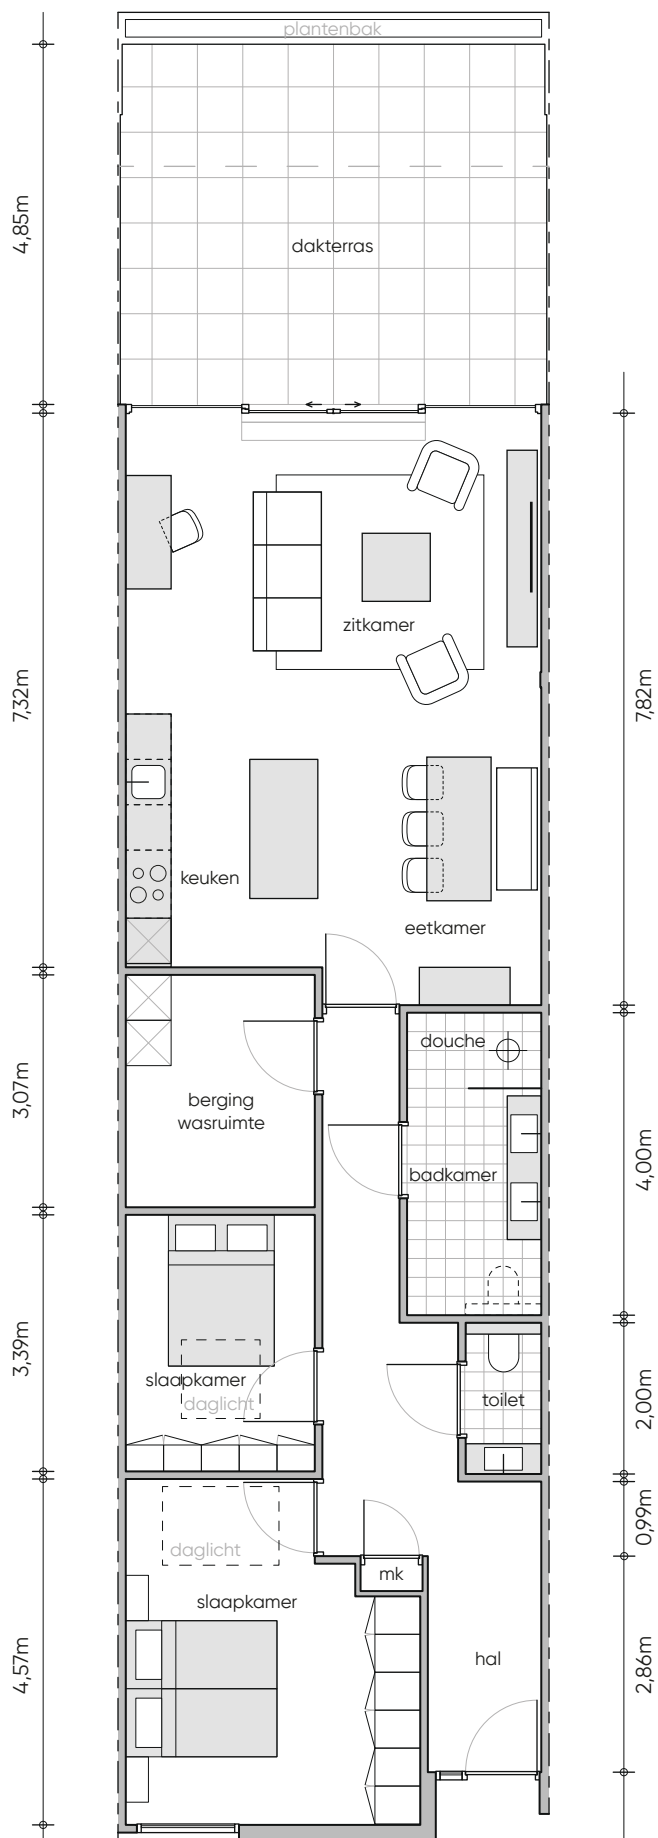 plantenbak
4,85m
dakterras
7,32m
zitkamer
7,82m
keuken
eetkamer
douche
3,07m
berging
wasruimte
badkamer
4,00m
3,39m
slaapkamer
daglicht
toilet
2,00m
0,99m
daglicht
mk
slaapkamer
4,57m
hal
2,86m